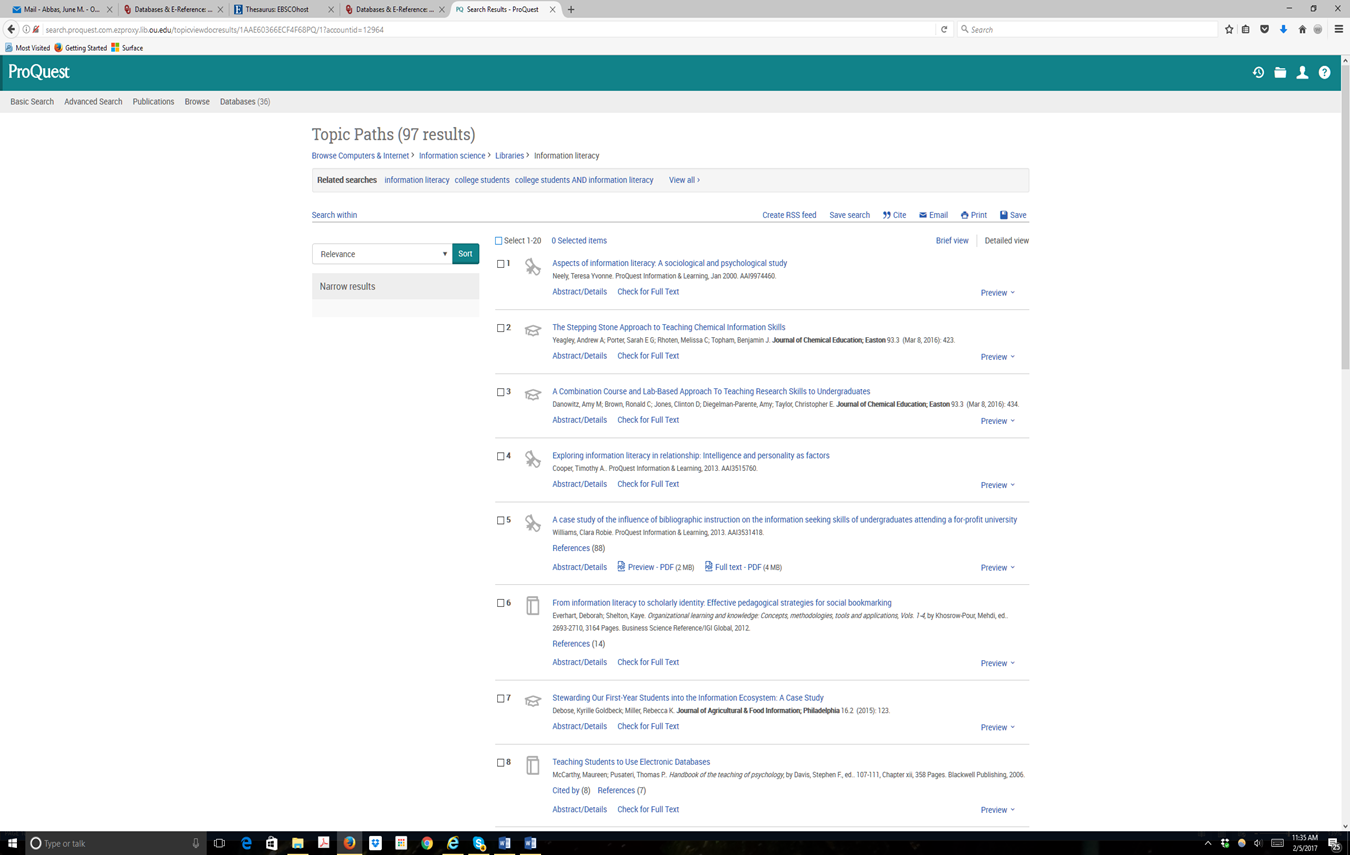 Mail - Abbas, June M. - O...
Databases & E-Reference: ...
Thesaurus: EBSCOhost
Databases & E-Reference: ...
PQ Search Results - ProQuest
search.proquest.com.ezproxy.lib.ou.edu/topicviewdocresults/1AAE60366ECF4F68PQ/1?accountid=12964
Search
Most Visited Getting Started Surface
ProQuest
Basic Search Advanced Search Publications Browse Databases (36)
Topic Paths (97 results)
Browse Computers & Internet › Information science › Libraries › Information literacy
Related searches information literacy college students college students AND information literacy View all ›
Search within
Create RSS feed Save search Cite Email Print Save
Relevance Sort
Narrow results
Select 1-20 0 Selected items Brief view Detailed view
1 Aspects of information literacy: A sociological and psychological study
Neely, Teresa Yvonne. ProQuest Information & Learning, Jan 2000. AAI9974460.
Abstract/Details Check for Full Text Preview
2 The Stepping Stone Approach to Teaching Chemical Information Skills
Yeagley, Andrew A; Porter, Sarah E G; Rhoten, Melissa C; Topham, Benjamin J. Journal of Chemical Education; Easton 93.3 (Mar 8, 2016): 423.
Abstract/Details Check for Full Text Preview
3 A Combination Course and Lab-Based Approach To Teaching Research Skills to Undergraduates
Danowitz, Amy M; Brown, Ronald C; Jones, Clinton D; Diegelman-Parente, Amy; Taylor, Christopher E. Journal of Chemical Education; Easton 93.3 (Mar 8, 2016): 434.
Abstract/Details Check for Full Text Preview
4 Exploring information literacy in relationship: Intelligence and personality as factors
Cooper, Timothy A.. ProQuest Information & Learning, 2013. AAI3515760.
Abstract/Details Check for Full Text Preview
5 A case study of the influence of bibliographic instruction on the information seeking skills of undergraduates attending a for-profit university
Williams, Clara Robie. ProQuest Information & Learning, 2013. AAI3531418.
References (88)
Abstract/Details Preview - PDF (2 MB) Full text - PDF (4 MB) Preview
6 From information literacy to scholarly identity: Effective pedagogical strategies for social bookmarking
Everhart, Deborah; Shelton, Kaye. Organizational learning and knowledge: Concepts, methodologies, tools and applications, Vols. 1-4, by Khosrow-Pour, Mehdi, ed..
2693-2710, 3164 Pages. Business Science Reference/IGI Global, 2012.
References (14)
Abstract/Details Check for Full Text Preview
7 Stewarding Our First-Year Students into the Information Ecosystem: A Case Study
Debose, Kyrille Goldbeck; Miller, Rebecca K. Journal of Agricultural & Food Information; Philadelphia 16.2 (2015): 123.
Abstract/Details Check for Full Text Preview
8 Teaching Students to Use Electronic Databases
McCarthy, Maureen; Pusateri, Thomas P.. Handbook of the teaching of psychology, by Davis, Stephen F., ed.. 107-111, Chapter xii, 358 Pages. Blackwell Publishing, 2006.
Cited by (8) References (7)
Abstract/Details Check for Full Text Preview
Type or talk
11:35 AM
2/5/2017
25